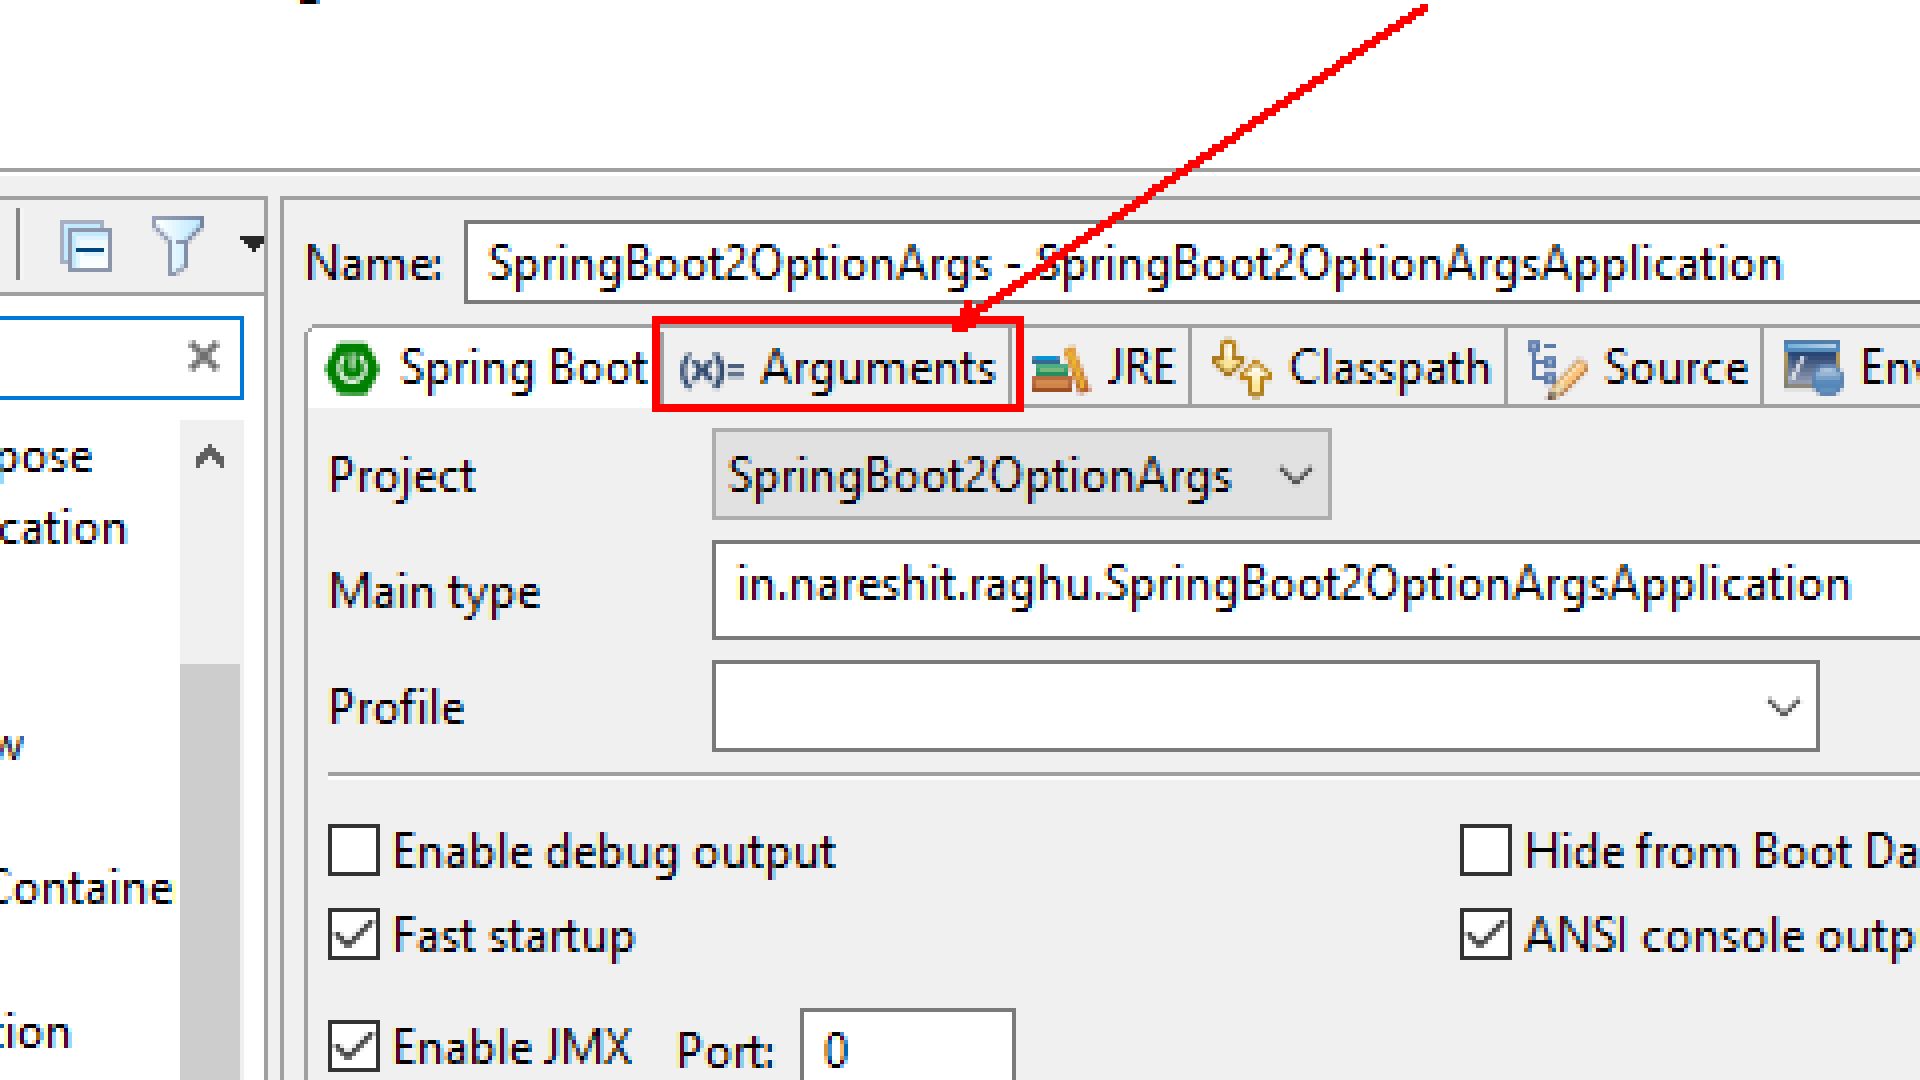 Name: SpringBoot2OptionArgs - SpringBoot2OptionArgsApplication
Spring Boot (x)= Arguments JRE Classpath Source Env
Project SpringBoot2OptionArgs
Main type in.nareshit.raghu.SpringBoot2OptionArgsApplication
Profile
Enable debug output Hide from Boot Da
Fast startup ANSI console outp
Enable JMX Port: 0
pose
cation
w
Containe
tion